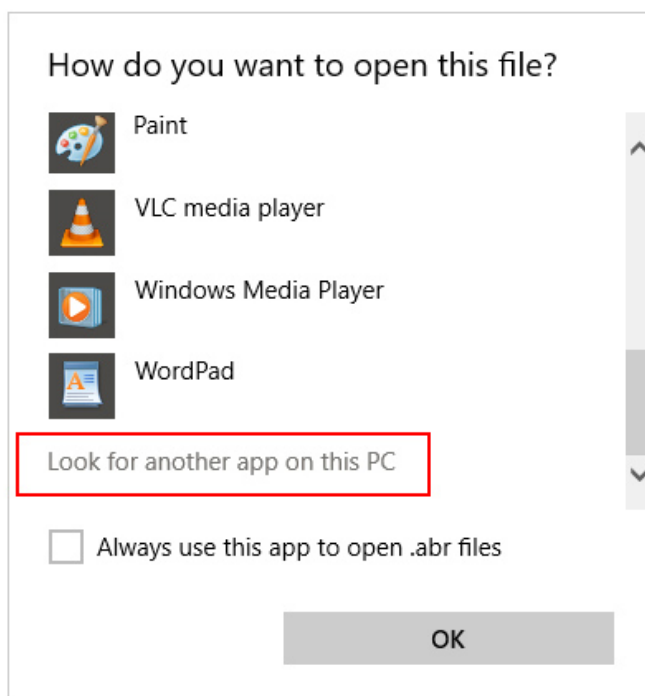 How do you want to open this file?
Paint
VLC media player
Windows Media Player
WordPad
Look for another app on this PC
Always use this app to open .abr files
OK